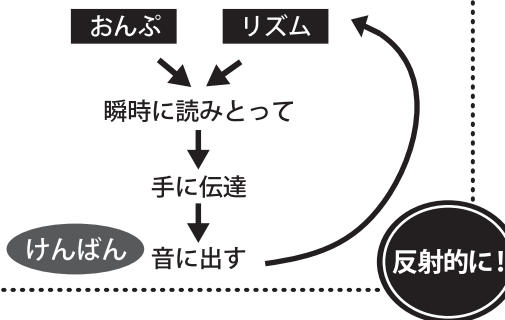 おんぷ リズム
瞬時に読みとって
手に伝達
けんばん 音に出す
反射的に!